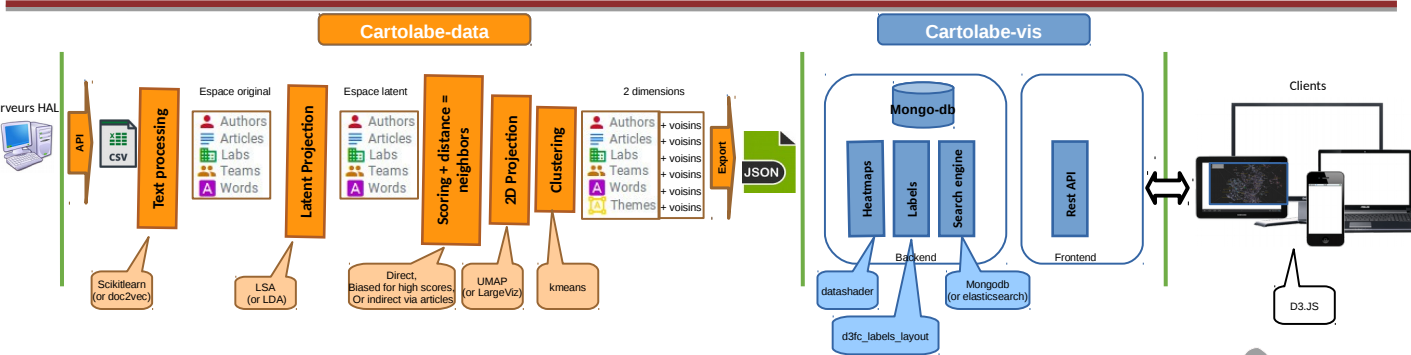 Cartolabe-data
Cartolabe-vis
rveurs HAL
API
CSV
Text processing
Espace original
Authors
Articles
Labs
Teams
A Words
Latent Projection
Espace latent
Authors
Articles
Labs
Teams
A Words
Scoring + distance =
neighbors
2D Projection
Clustering
2 dimensions
Authors + voisins
Articles + voisins
Labs + voisins
Teams + voisins
A Words + voisins
A Themes + voisins
Export
JSON
Scikitlearn
(or doc2vec)
LSA
(or LDA)
Direct,
Biased for high scores,
Or indirect via articles
UMAP
(or LargeViz)
kmeans
Mongo-db
Heatmaps
Labels
Search engine
Backend
Rest API
Frontend
datashader
d3fc_labels_layout
Mongodb
(or elasticsearch)
Clients
D3.JS